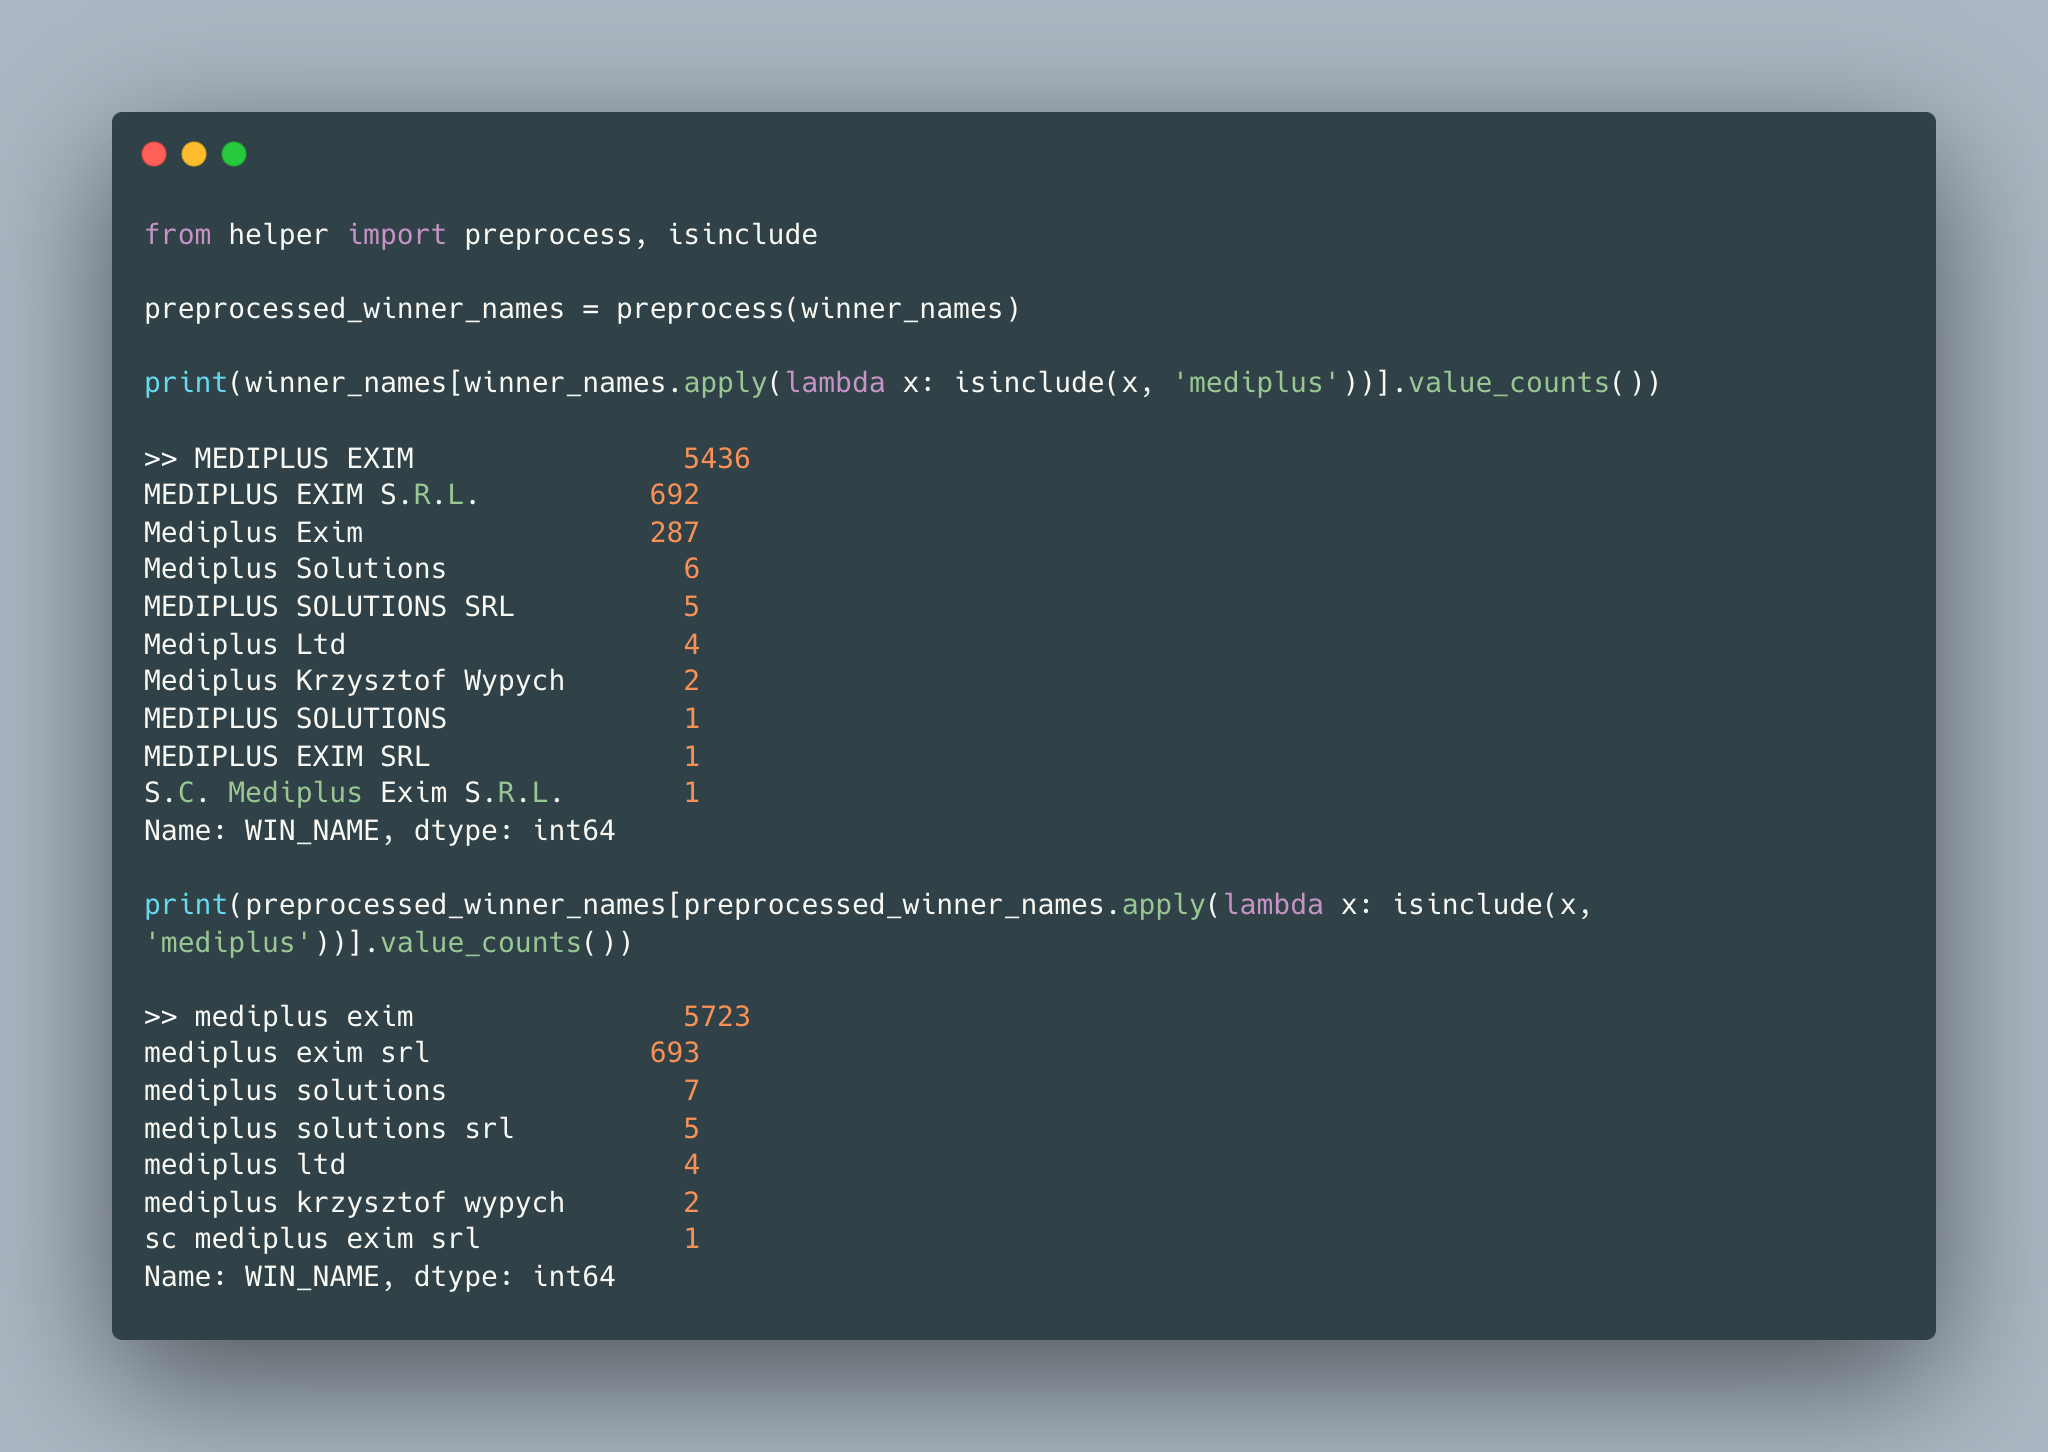 from helper import preprocess, isinclude
preprocessed_winner_names = preprocess(winner_names)
print(winner_names[winner_names.apply(lambda x: isinclude(x, 'mediplus'))].value_counts())
>> MEDIPLUS EXIM                5436
MEDIPLUS EXIM S.R.L.          692
Mediplus Exim                 287
Mediplus Solutions              6
MEDIPLUS SOLUTIONS SRL          5
Mediplus Ltd                    4
Mediplus Krzysztof Wypych       2
MEDIPLUS SOLUTIONS              1
MEDIPLUS EXIM SRL               1
S.C. Mediplus Exim S.R.L.       1
Name: WIN_NAME, dtype: int64
print(preprocessed_winner_names[preprocessed_winner_names.apply(lambda x: isinclude(x,
'mediplus'))].value_counts())
>> mediplus exim                5723
mediplus exim srl             693
mediplus solutions              7
mediplus solutions srl          5
mediplus ltd                    4
mediplus krzysztof wypych       2
sc mediplus exim srl            1
Name: WIN_NAME, dtype: int64